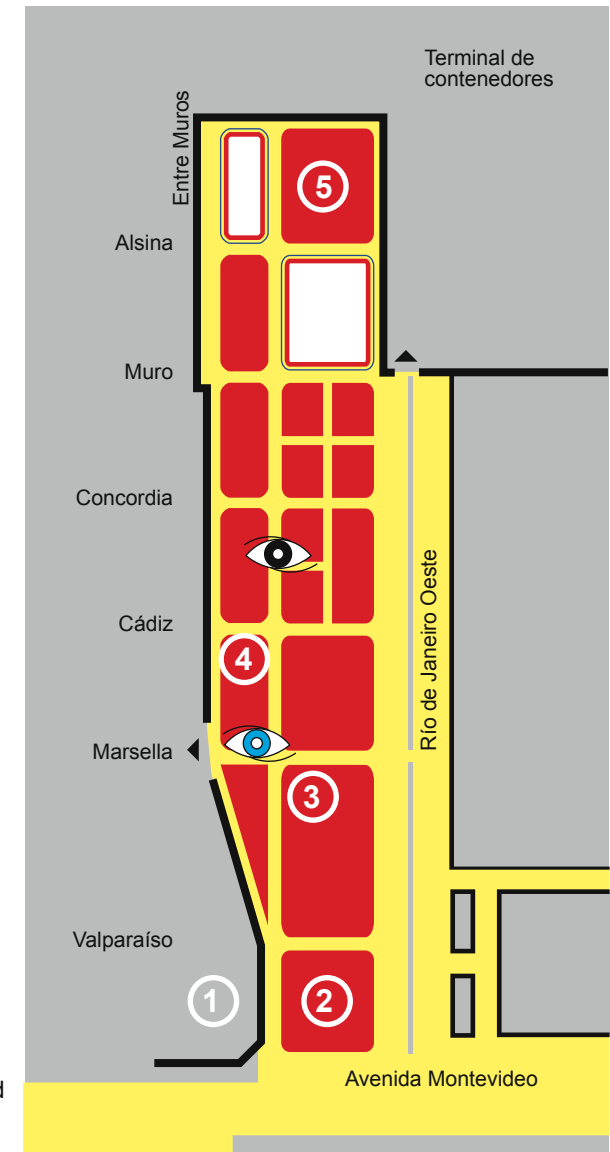 Terminal de
contenedores
Entre Muros
5
Alsina
Muro
Concordia
Cádiz
Río de Janeiro Oeste
4
Marsella
3
Valparaíso
1
2
Avenida Montevideo
d